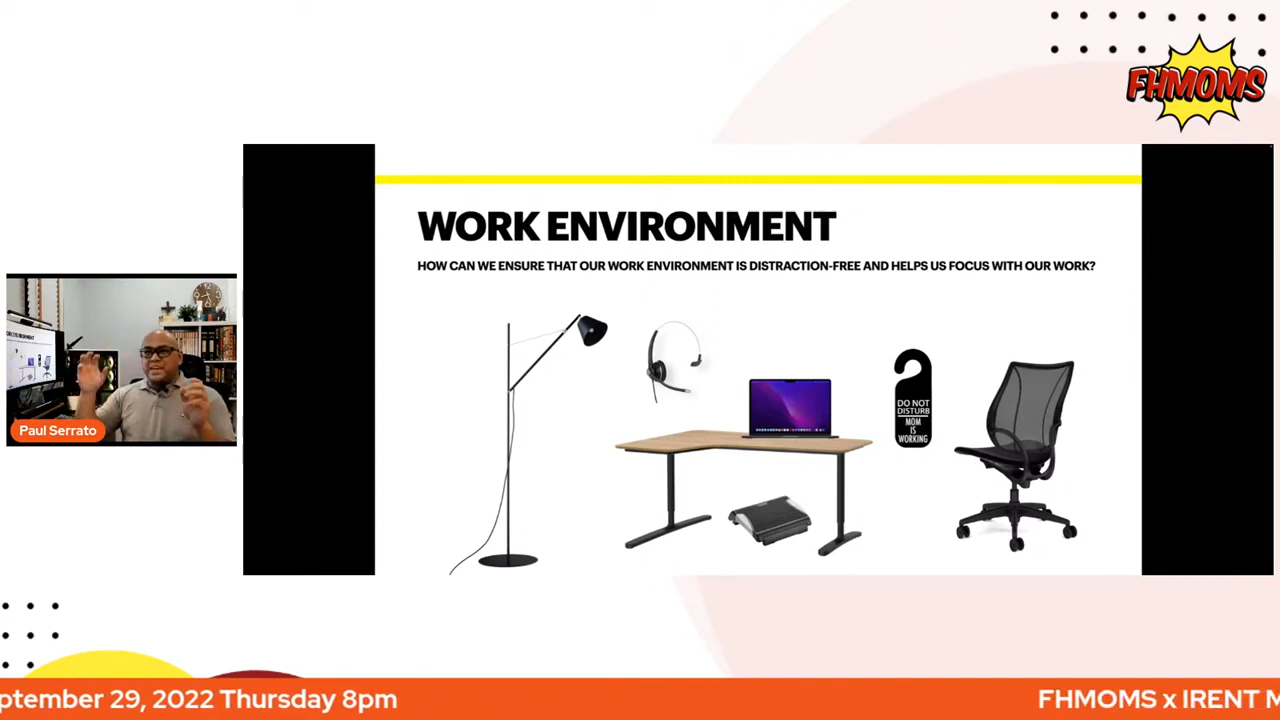 FHMOMS
WORK ENVIRONMENT
HOW CAN WE ENSURE THAT OUR WORK ENVIRONMENT IS DISTRACTION-FREE AND HELPS US FOCUS WITH OUR WORK?
DO NOT
DISTURB
MOM
IS
WORKING
Paul Serrato
ptember 29, 2022 Thursday 8pm
FHMOMS x IRENT M